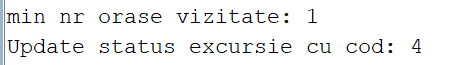 min nr orase vizitate: 1
Update status excursie cu cod: 4